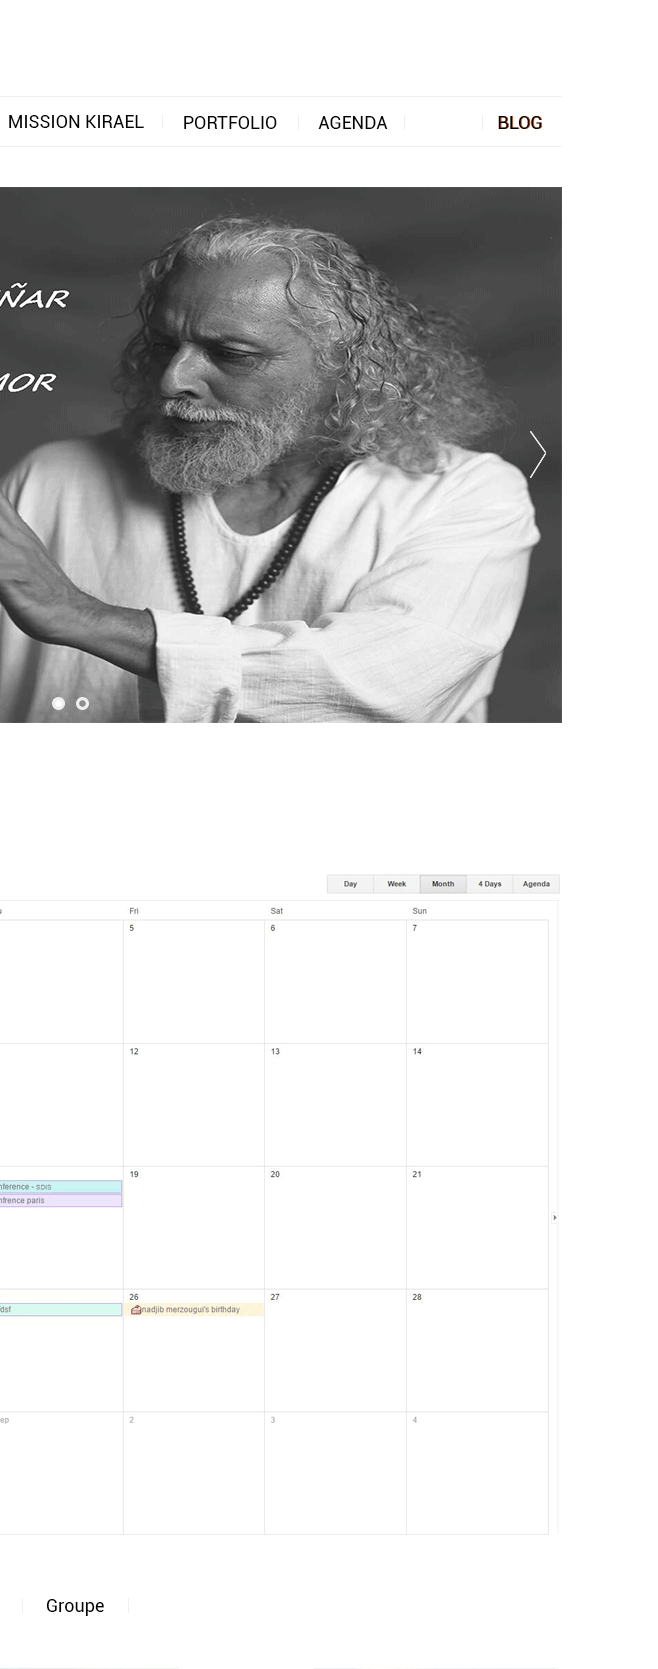 MISSION KIRAEL PORTFOLIO AGENDA BLOG
ÑAR
MOR
Day Week Month 4 Days Agenda
Fri Sat Sun
5 6 7
12 13 14
19 20 21
nference - SDIS
nfrence paris
26 27 28
dsf nadjib merzougui's birthday
ep 2 3 4
Groupe